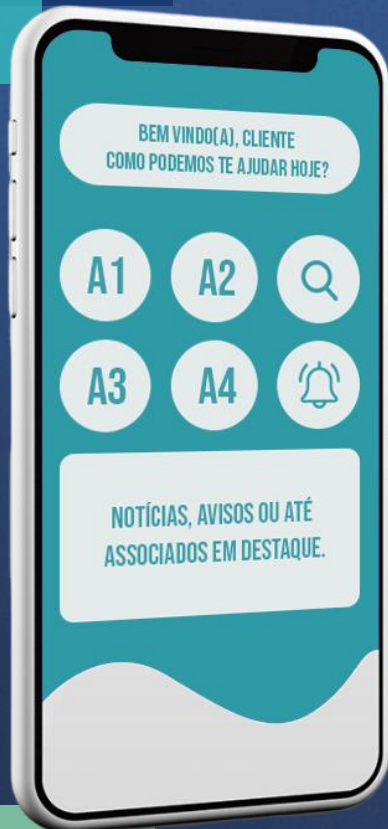 BEM VINDO(A), CLIENTE
COMO PODEMOS TE AJUDAR HOJE?
A1 A2
A3 A4
NOTÍCIAS, AVISOS OU ATÉ
ASSOCIADOS EM DESTAQUE.